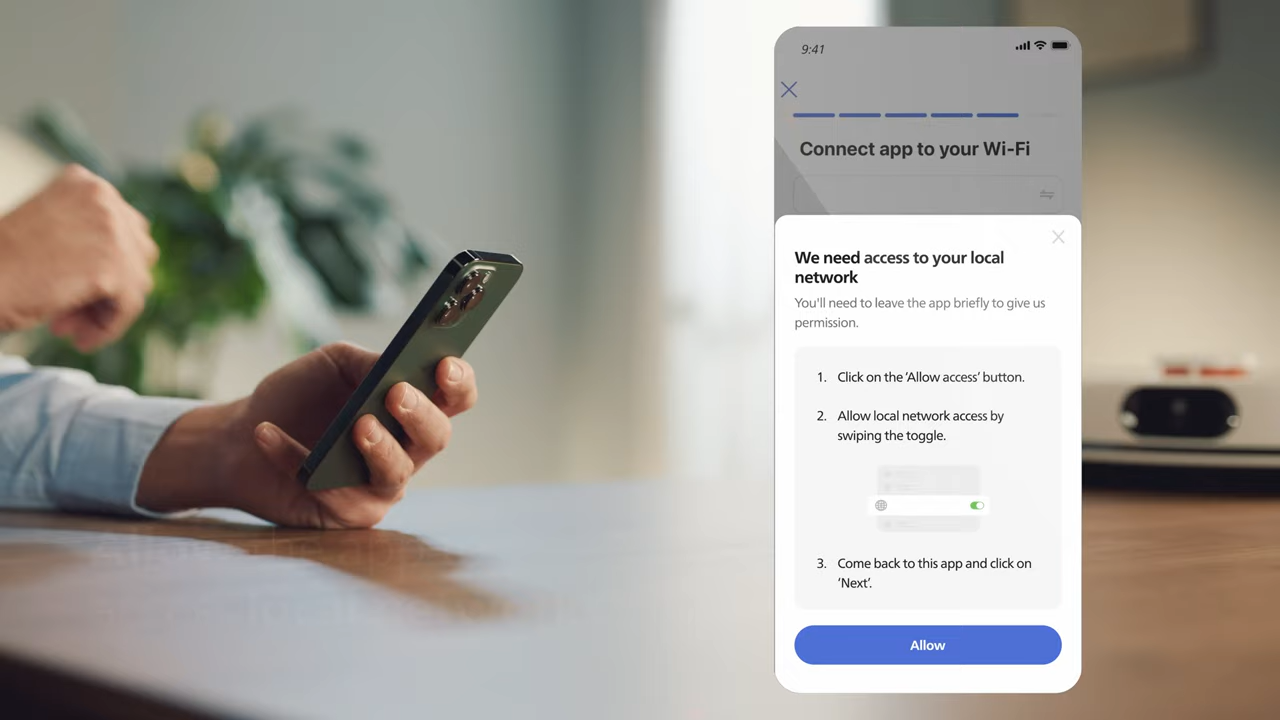 9:41
Connect app to your Wi-Fi
We need access to your local
network
You'll need to leave the app briefly to give us
permission.
1. Click on the 'Allow access' button.
2. Allow local network access by
swiping the toggle.
3. Come back to this app and click on
'Next'.
Allow